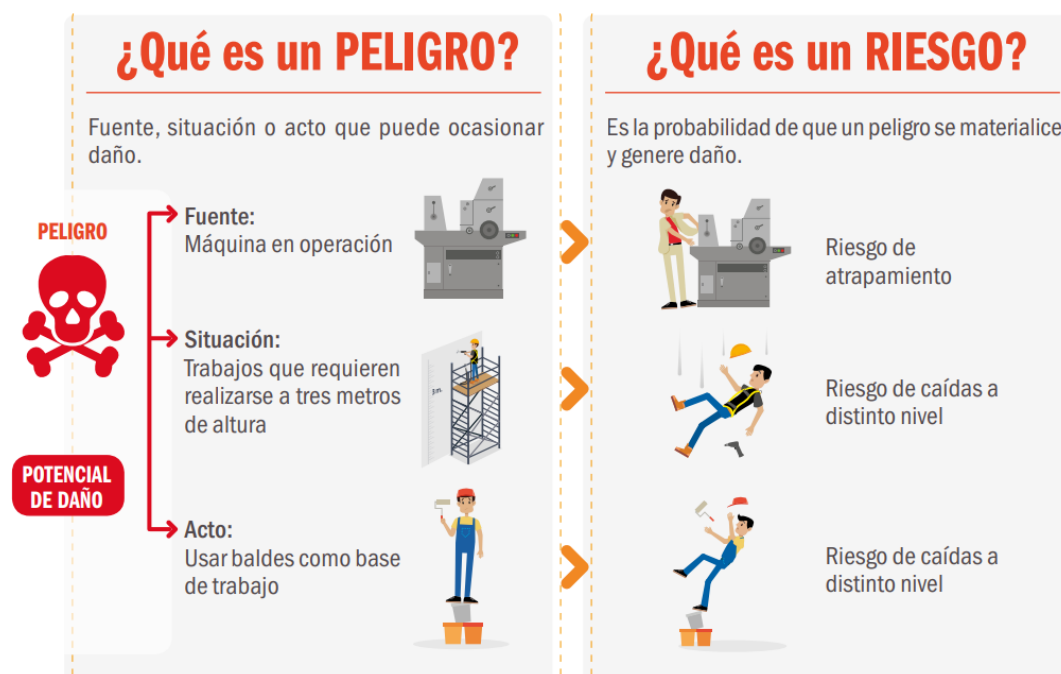 ¿Qué es un PELIGRO?
Fuente, situación o acto que puede ocasionar
daño.
PELIGRO
POTENCIAL
DE DAÑO
Fuente:
Máquina en operación
Situación:
Trabajos que requieren
realizarse a tres metros
de altura
3m.
Acto:
Usar baldes como base
de trabajo
¿Qué es un RIESGO?
Es la probabilidad de que un peligro se materialice
y genere daño.
Riesgo de
atrapamiento
Riesgo de caídas a
distinto nivel
Riesgo de caídas a
distinto nivel